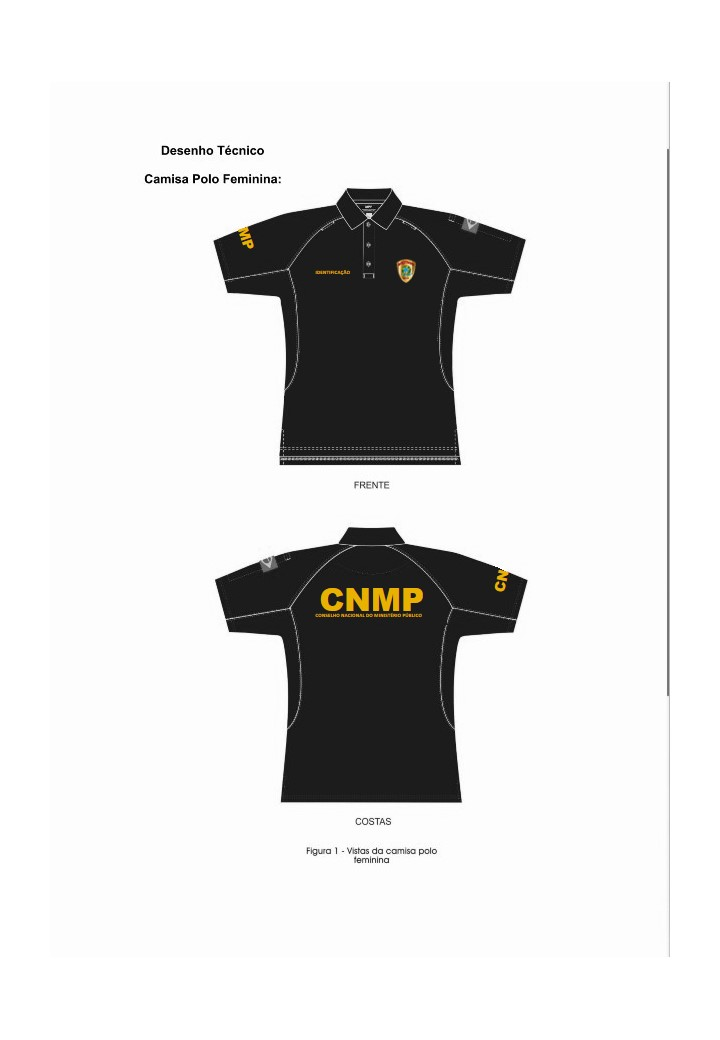 Desenho Técnico
Camisa Polo Feminina:
MP
IDENTIFICAÇÃO
FRENTE
CN
CNMP
CONSELHO NACIONAL DO MINISTÉRIO PÚBLICO
COSTAS
Figura 1 - Vistas da camisa polo
feminina